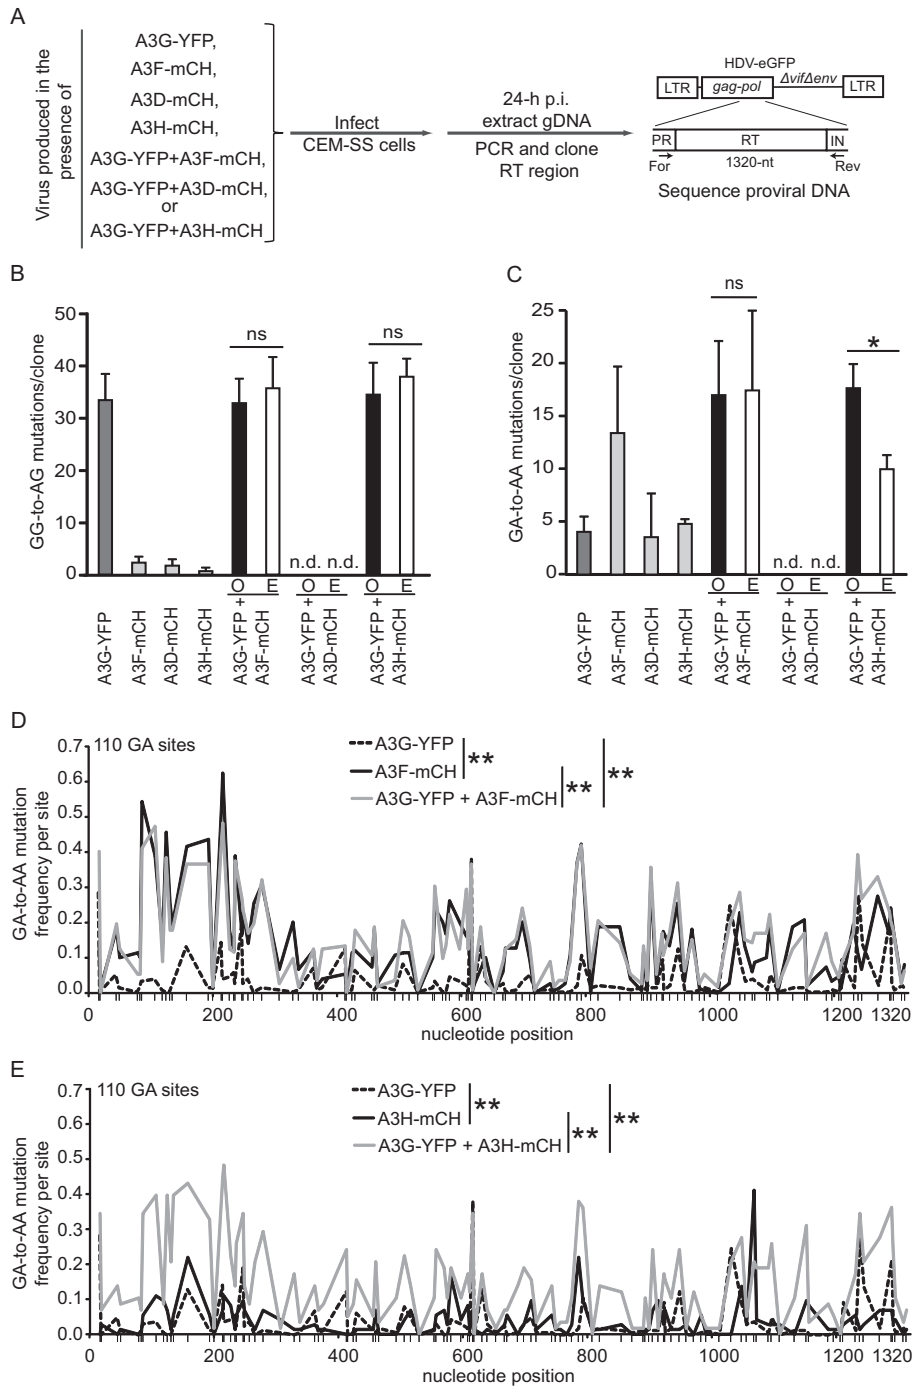 A
Virus produced in the
presence of
A3G-YFP,
A3F-mCH,
A3D-mCH,
A3H-mCH,
A3G-YFP+A3F-mCH,
A3G-YFP+A3D-mCH,
or
A3G-YFP+A3H-mCH
Infect
CEM-SS cells
24-h p.i.
extract gDNA
PCR and clone
RT region
HDV-eGFP
LTR gag-pol ΔvifΔenv LTR
PR RT IN
For 1320-nt Rev
Sequence proviral DNA
B
GG-to-AG mutations/clone
50
40
30
20
10
0
ns
ns
n.d. n.d.
O E O E O E
A3G-YFP
A3F-mCH
A3D-mCH
A3H-mCH
A3G-YFP +
A3F-mCH
A3G-YFP +
A3D-mCH
A3G-YFP +
A3H-mCH
C
GA-to-AA mutations/clone
25
20
15
10
5
0
ns
*
n.d. n.d.
O E O E O E
A3G-YFP
A3F-mCH
A3D-mCH
A3H-mCH
A3G-YFP +
A3F-mCH
A3G-YFP +
A3D-mCH
A3G-YFP +
A3H-mCH
D
GA-to-AA mutation
frequency per site
0.7
0.6
0.5
0.4
0.3
0.2
0.1
0.0
110 GA sites
A3G-YFP
A3F-mCH
A3G-YFP + A3F-mCH
**
**
**
0 200 400 600 800 1000 1200 1320
nucleotide position
E
GA-to-AA mutation
frequency per site
0.7
0.6
0.5
0.4
0.3
0.2
0.1
0.0
110 GA sites
A3G-YFP
A3H-mCH
A3G-YFP + A3H-mCH
**
**
**
0 200 400 600 800 1000 1200 1320
nucleotide position